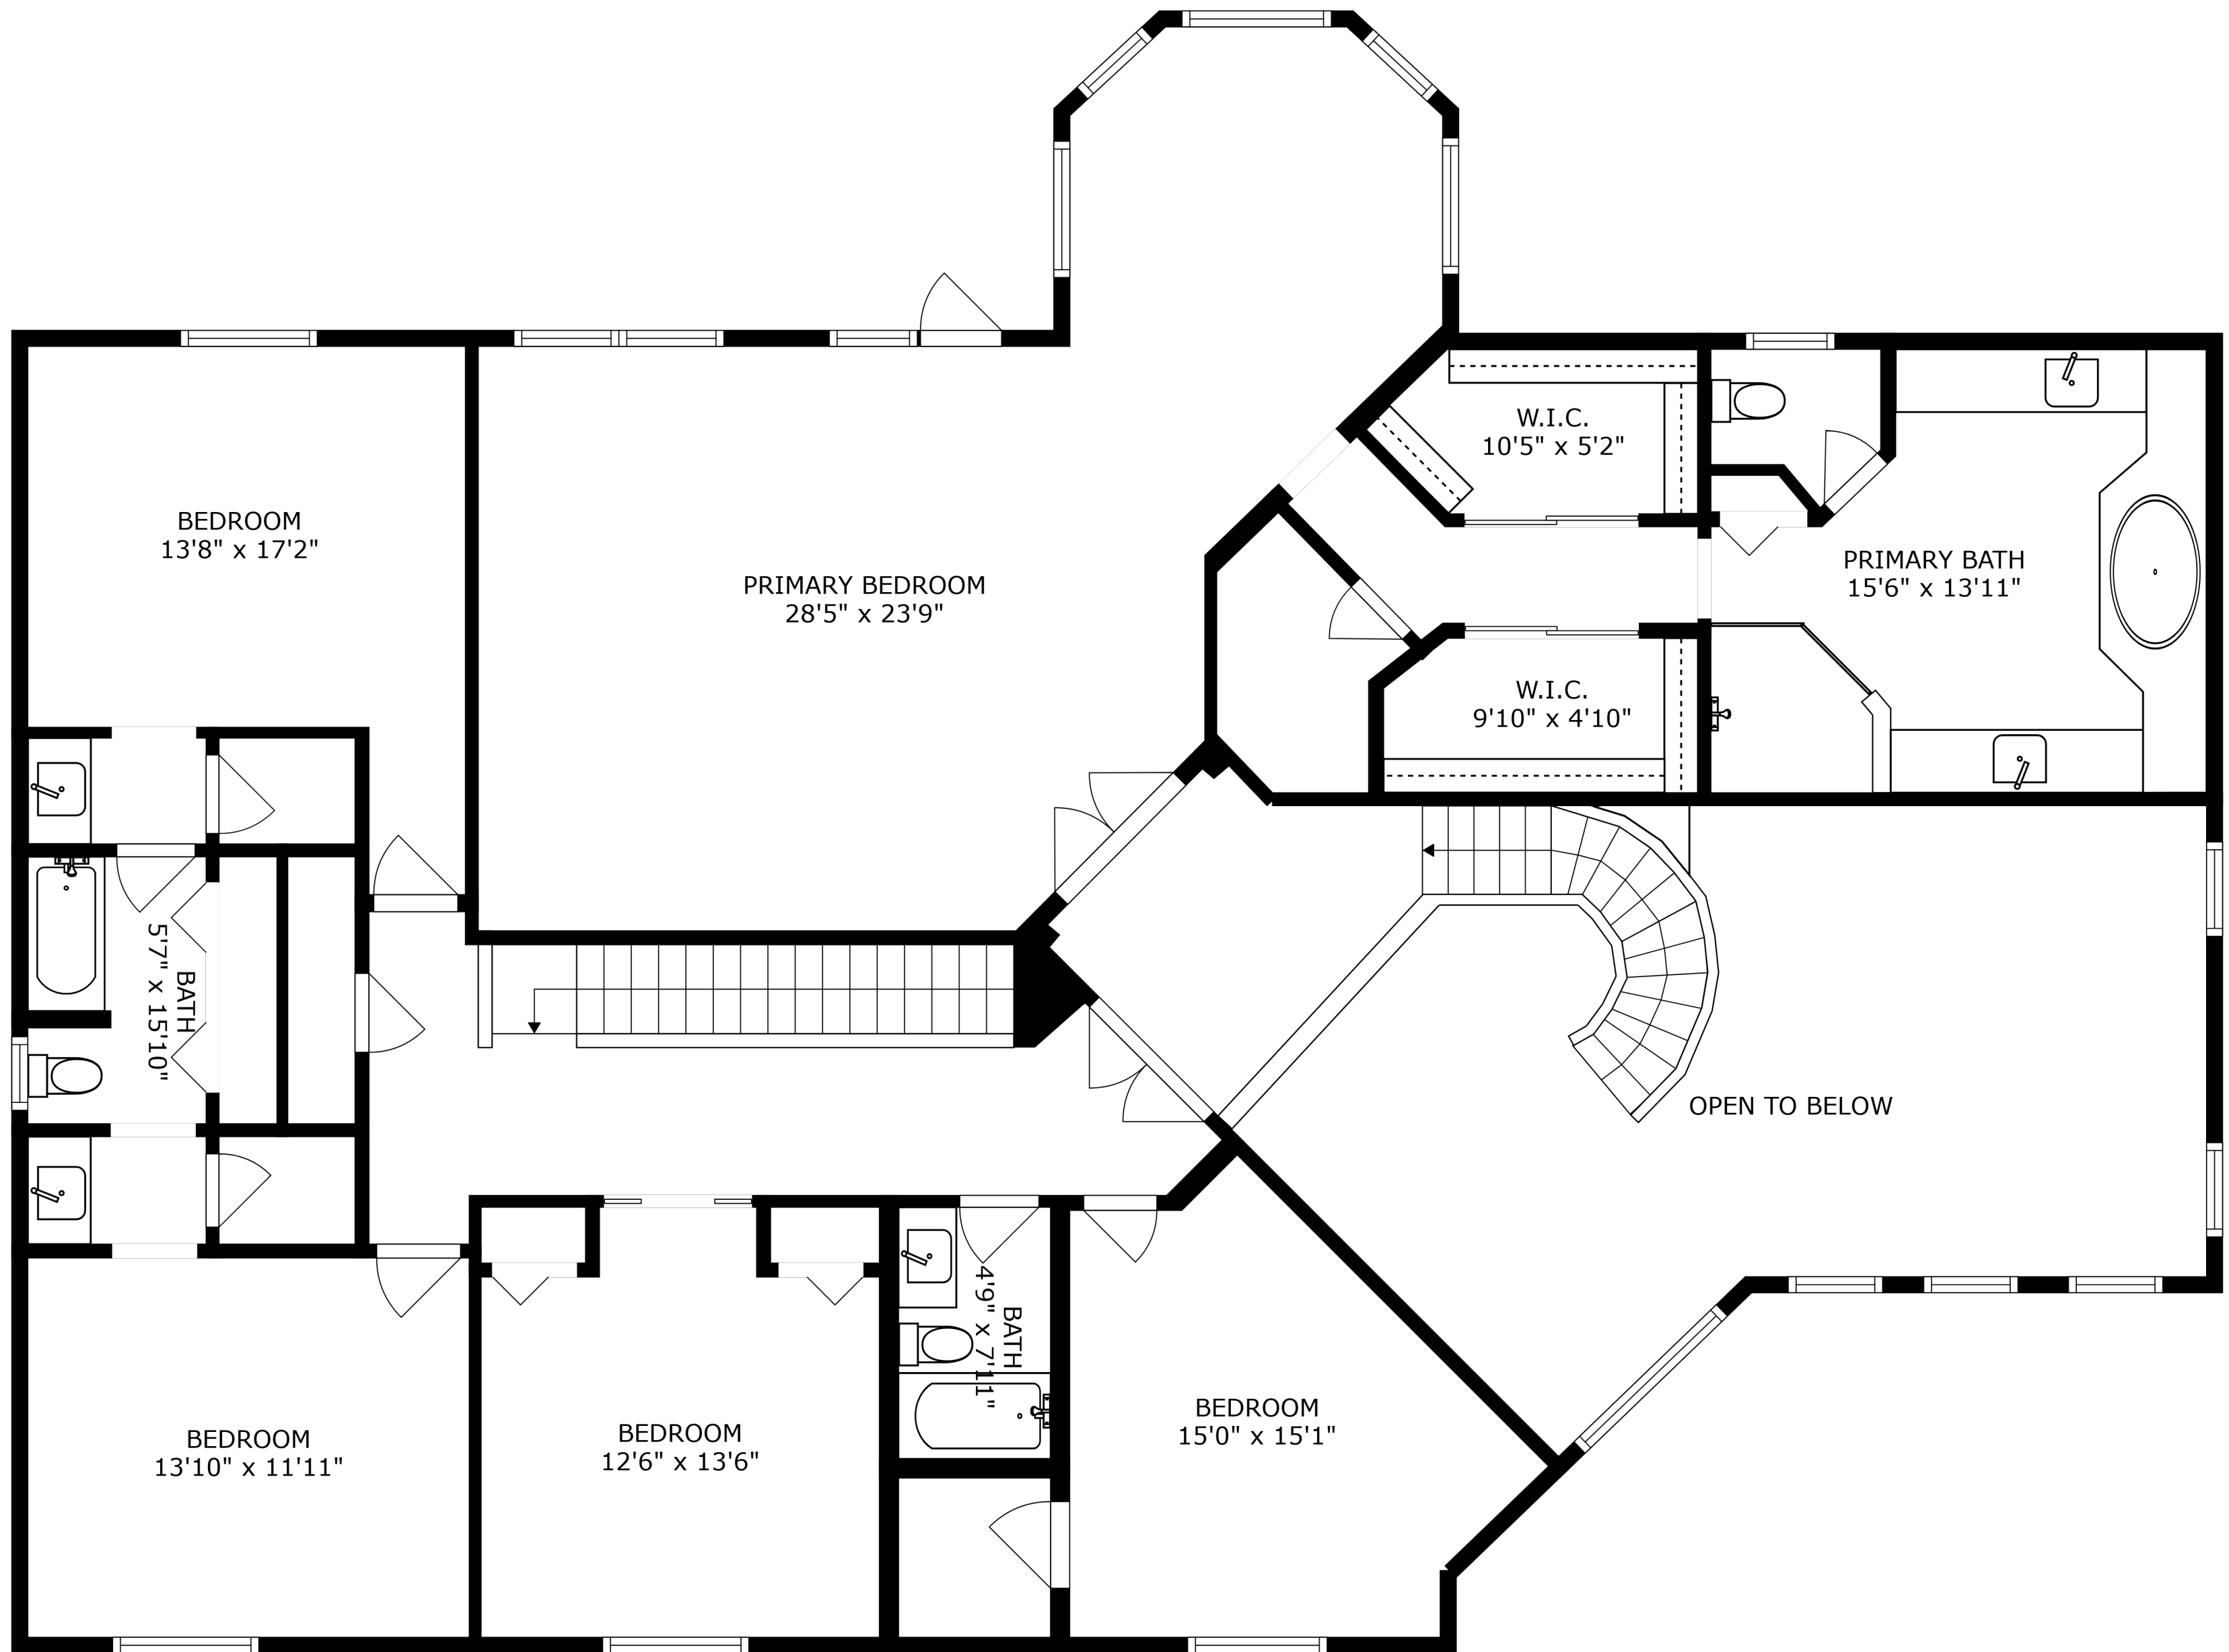 W.I.C.
10'5" x 5'2"
BEDROOM
13'8" x 17'2"
PRIMARY BEDROOM
28'5" x 23'9"
PRIMARY BATH
15'6" x 13'11"
W.I.C.
9'10" x 4'10"
BATH
5'7" x 15'10"
OPEN TO BELOW
BATH
4'9" x 7'11"
BEDROOM
13'10" x 11'11"
BEDROOM
12'6" x 13'6"
BEDROOM
15'0" x 15'1"